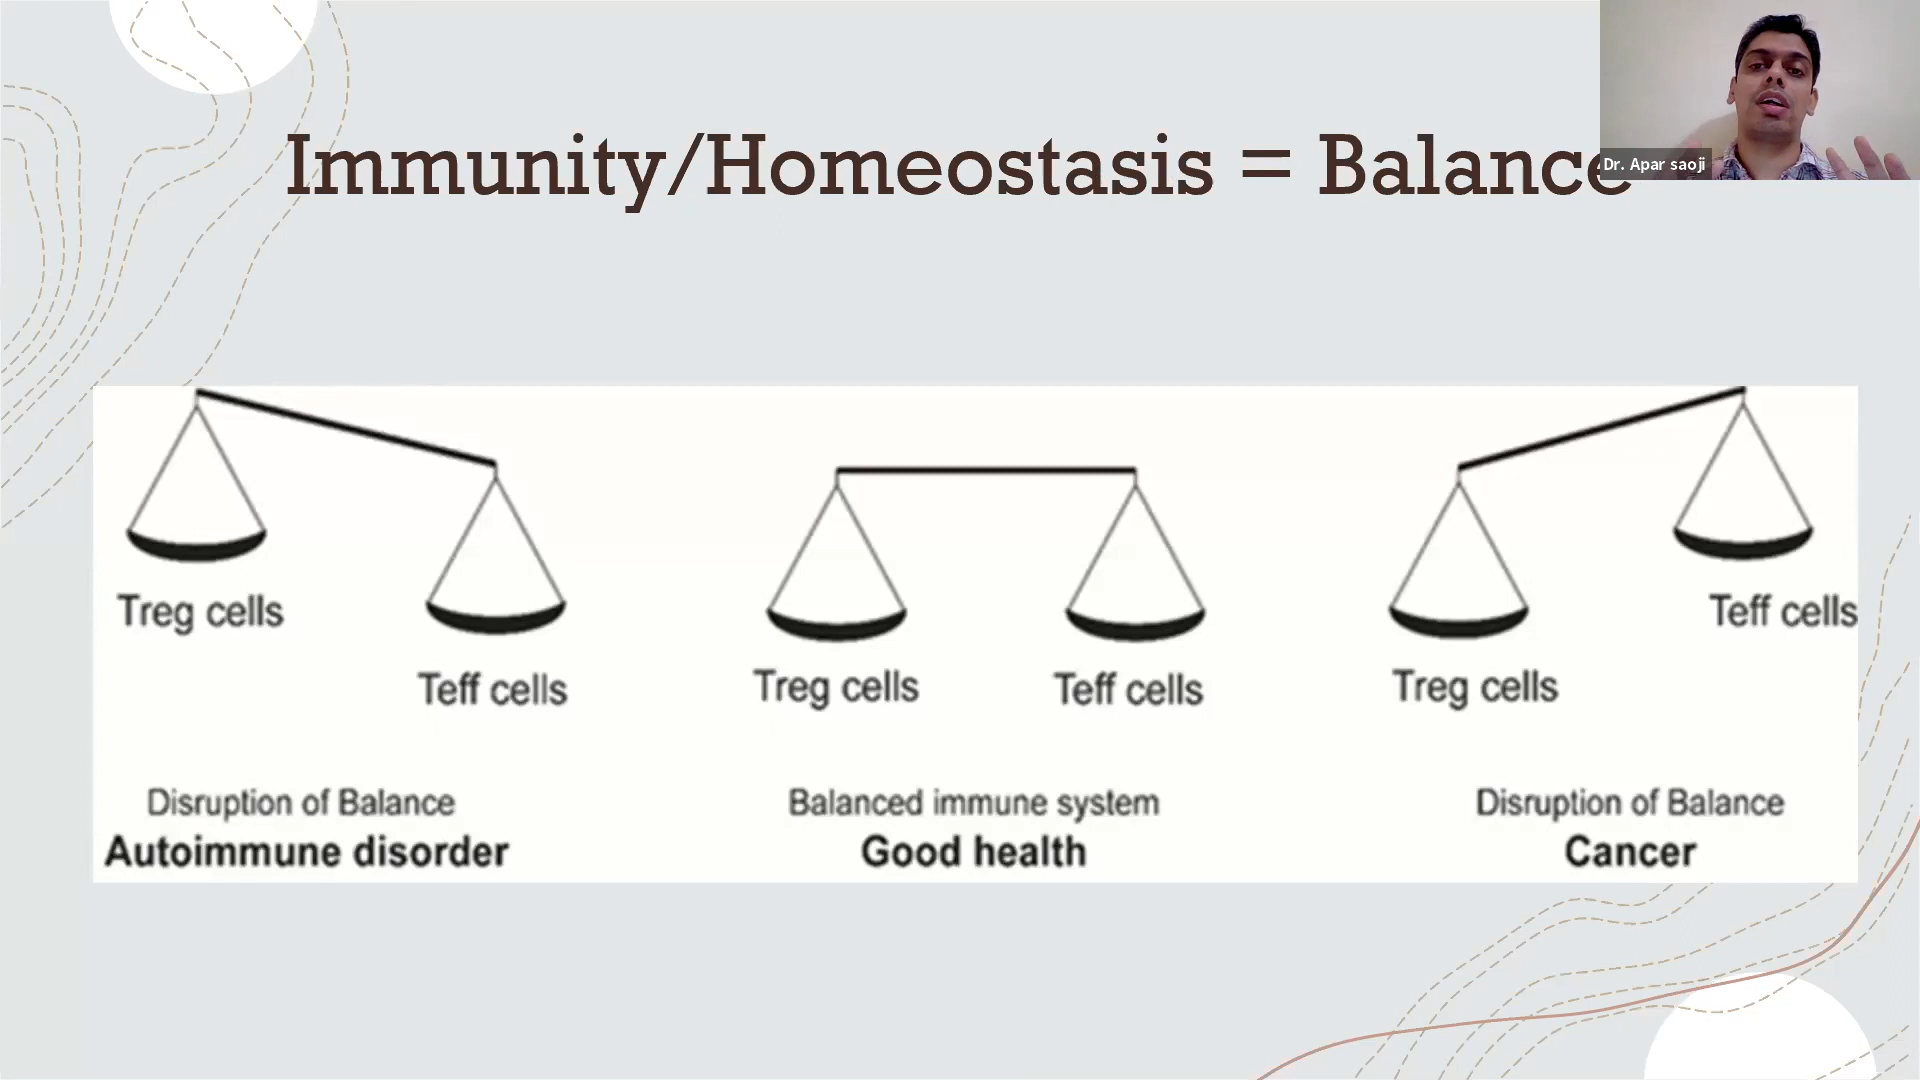 Immunity/Homeostasis = Balance
Dr. Apar saoji
Treg cells
Teff cells
Disruption of Balance
Autoimmune disorder
Treg cells
Teff cells
Balanced immune system
Good health
Treg cells
Teff cells
Disruption of Balance
Cancer